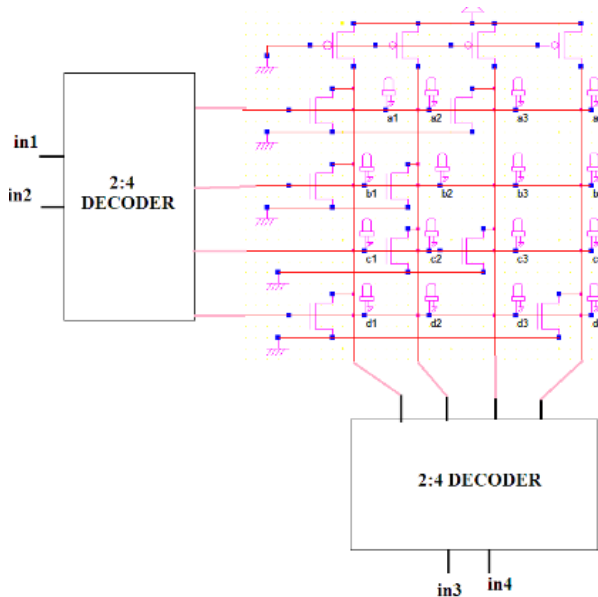 a1 a2 a3 a
in1
in2
2:4
DECODER
b1 b2 b3 b
c1 c2 c3 c
d1 d2 d3 d
2:4 DECODER
in3 in4